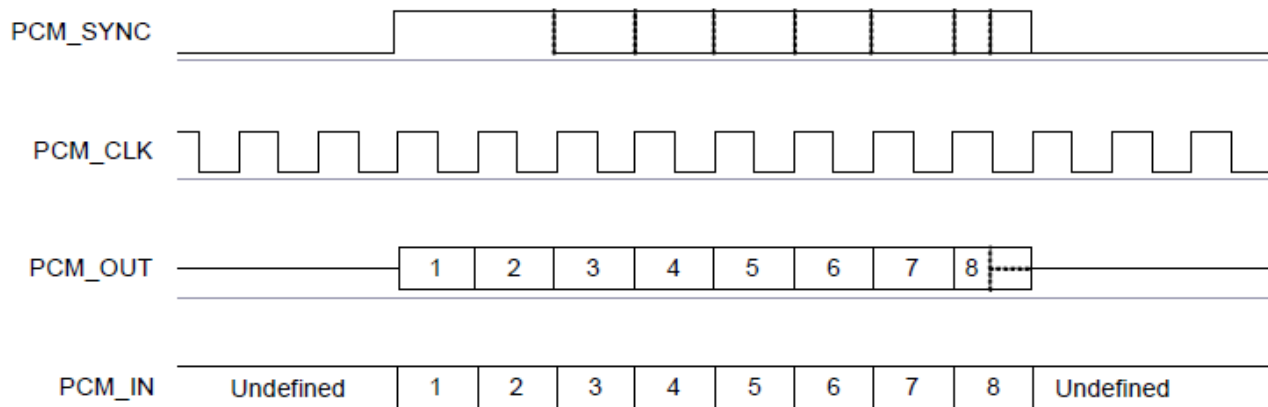 PCM_SYNC
PCM_CLK
PCM_OUT 1 2 3 4 5 6 7 8
PCM_IN Undefined 1 2 3 4 5 6 7 8 Undefined